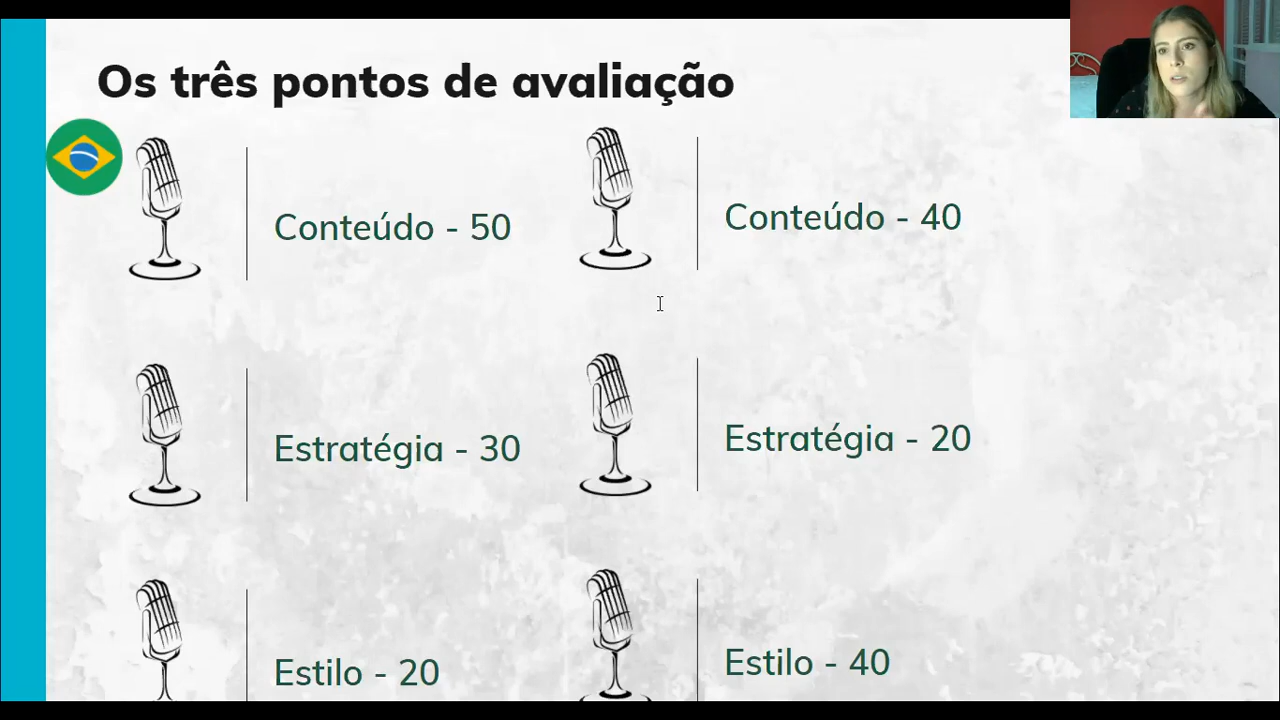 Os três pontos de avaliação
Conteúdo - 50
Conteúdo - 40
Estratégia - 30
Estratégia - 20
Estilo - 20
Estilo - 40